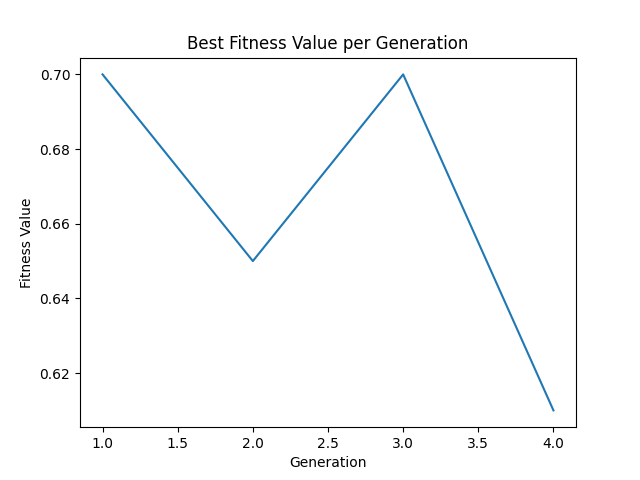 Best Fitness Value per Generation
0.70
0.68
0.66
0.64
0.62
Fitness Value
1.0 1.5 2.0 2.5 3.0 3.5 4.0
Generation